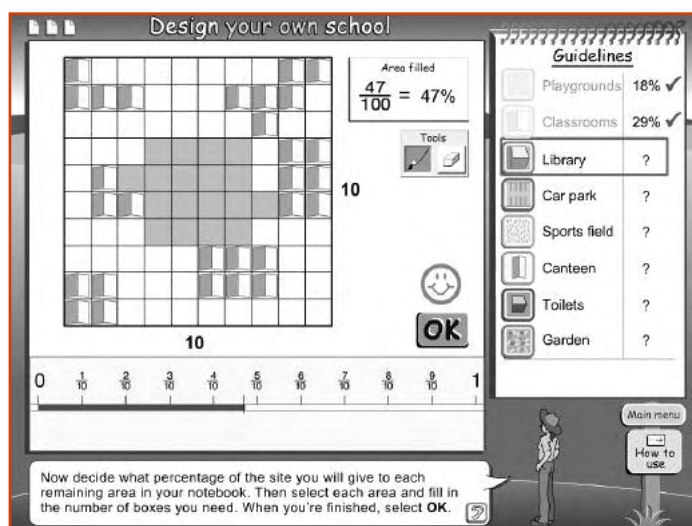 Design your own school
Area filled
47
100
= 47%
Tools
10
10
OK
Guidelines
Playgrounds 18% ✓
Classrooms 29% ✓
Library ?
Car park ?
Sports field ?
Canteen ?
Toilets ?
Garden ?
0 1/10 2/10 3/10 4/10 5/10 6/10 7/10 8/10 9/10 1
Main menu
How to
use
Now decide what percentage of the site you will give to each
remaining area in your notebook. Then select each area and fill in
the number of boxes you need. When you're finished, select OK.